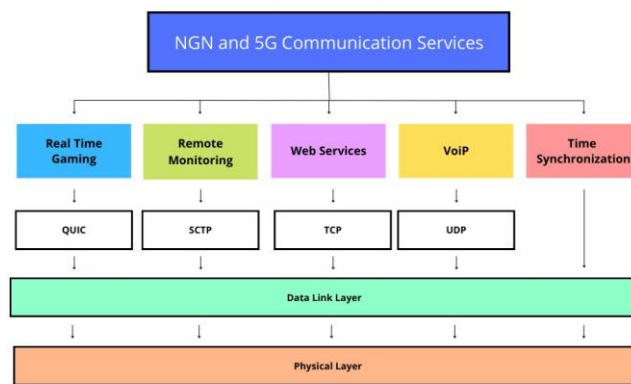 NGN and 5G Communication Services
Real Time
Gaming
Remote
Monitoring
Web Services
VoiP
Time
Synchronization
QUIC
SCTP
TCP
UDP
Data Link Layer
Physical Layer